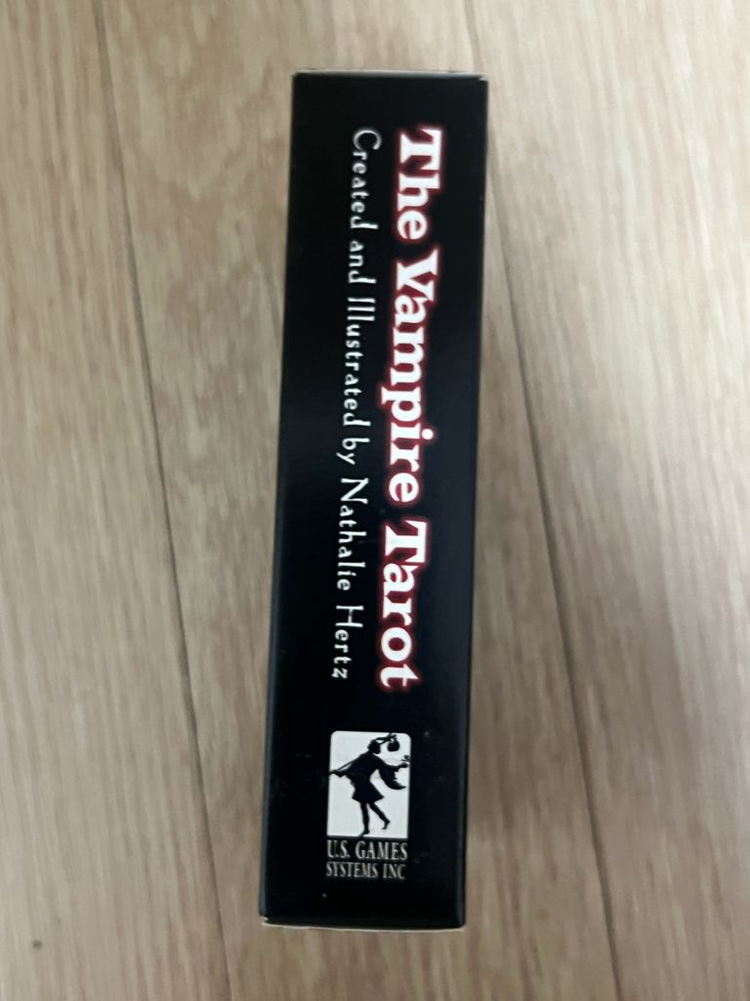 The Vampire Tarot
Created and Illustrated by Nathalie Hertz
U.S. GAMES
SYSTEMS INC